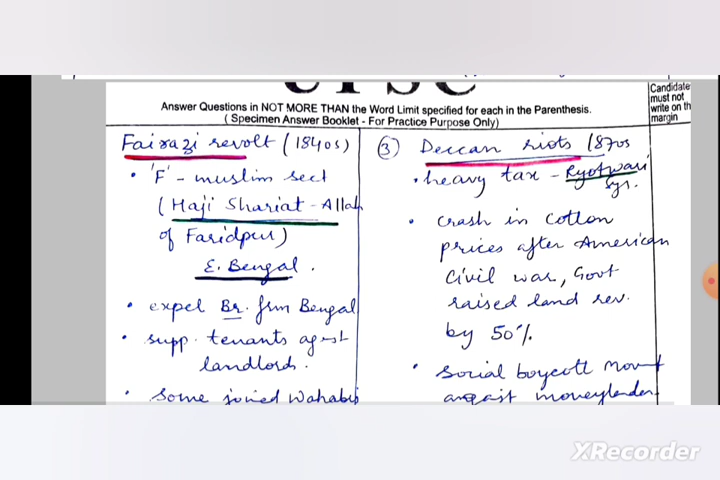 UPSC
Candidate
must not
write on th
margin
Answer Questions in NOT MORE THAN the Word Limit specified for each in the Parenthesis.
( Specimen Answer Booklet - For Practice Purpose Only)
Fairazi revolt (1840s)
• 'F' - muslim sect
( Haji Shariat - Allah
of Faridpur)
E. Bengal.
• expel Br. frm Bengal
• supp. tenants agst
landlords.
• Some joined Wahabis
③ Deccan riots 1870s
• heavy tax - Ryotwari
sys.
• crash in cotton
prices after American
civil war, Govt
raised land rev.
by 50%
• Social boycott movmt
against moneylenders
XRecorder